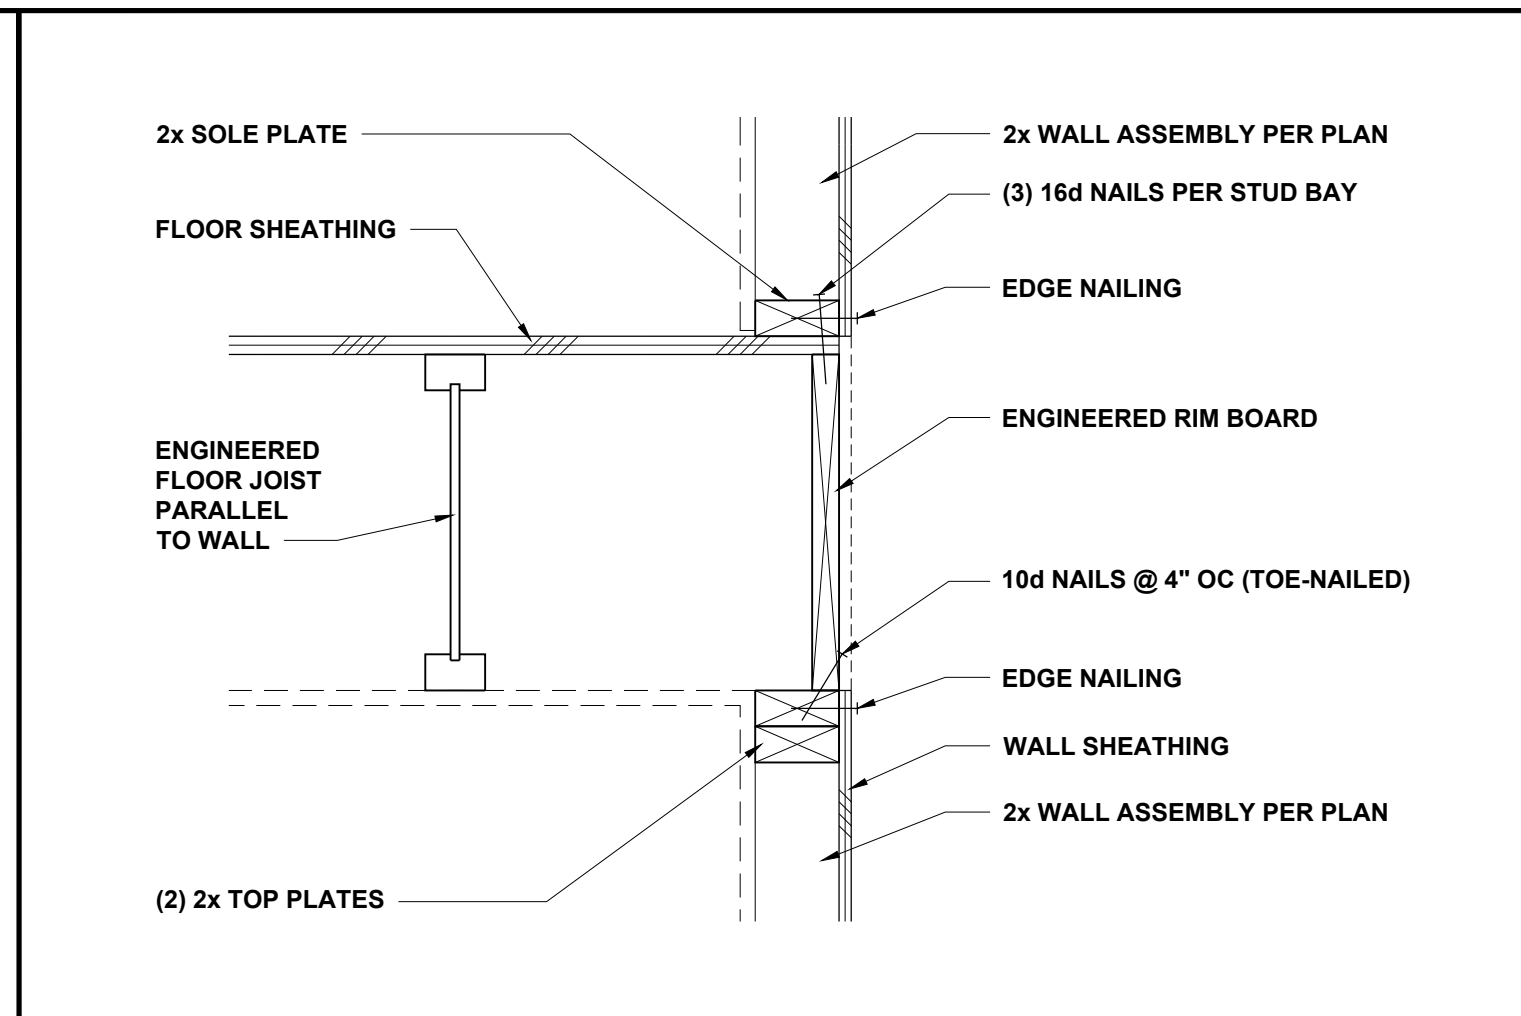 2x SOLE PLATE
FLOOR SHEATHING
ENGINEERED
FLOOR JOIST
PARALLEL
TO WALL
(2) 2x TOP PLATES
2x WALL ASSEMBLY PER PLAN
(3) 16d NAILS PER STUD BAY
EDGE NAILING
ENGINEERED RIM BOARD
10d NAILS @ 4" OC (TOE-NAILED)
EDGE NAILING
WALL SHEATHING
2x WALL ASSEMBLY PER PLAN